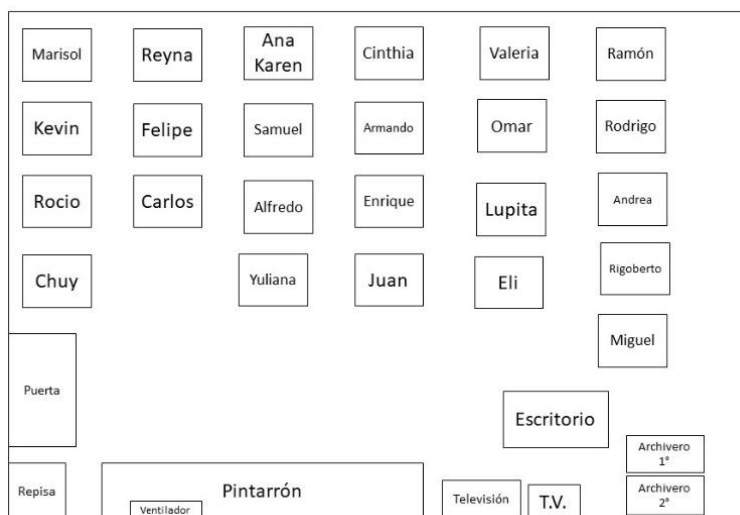 Marisol
Reyna
Ana
Karen
Cinthia
Valeria
Ramón
Kevin
Felipe
Samuel
Armando
Omar
Rodrigo
Rocio
Carlos
Alfredo
Enrique
Lupita
Andrea
Chuy
Yuliana
Juan
Eli
Rigoberto
Miguel
Puerta
Escritorio
Archivero
1°
Repisa
Pintarrón
Ventilador
Televisión
T.V.
Archivero
2°